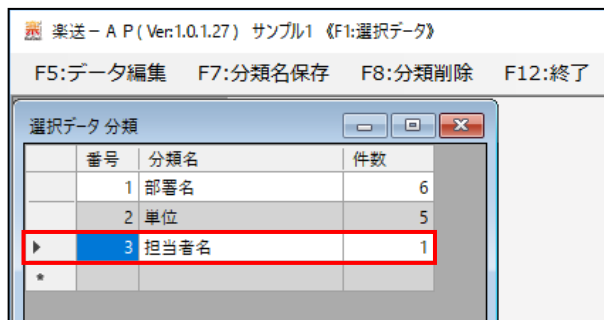 楽送－ＡＰ( Ver:1.0.1.27 ) サンプル1 《F1:選択データ》
F5:データ編集 F7:分類名保存 F8:分類削除 F12:終了
選択データ 分類
番号 分類名 件数
1 部署名 6
2 単位 5
3 担当者名 1
*